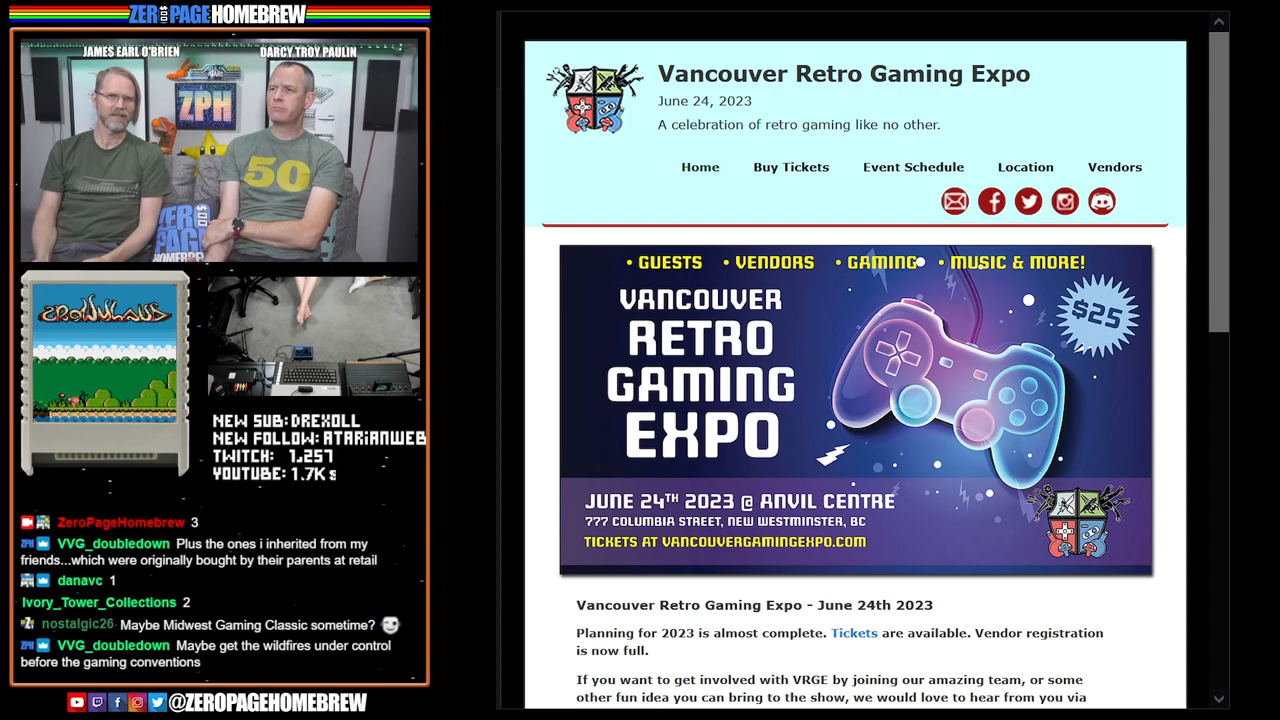 ZEROPAGE HOMEBREW
JAMES EARL O'BRIEN
DARCY TROY PAULIN
ATARI
ZPH
50
ZERO
PAGE
HOMEBREW
NEW SUB: DREXOLL
NEW FOLLOW: ATARIANWEB
TWITCH: 1,257
YOUTUBE: 1.7K s
ZeroPageHomebrew 3
VVG_doubledown Plus the ones i inherited from my
friends...which were originally bought by their parents at retail
danavc 1
Ivory_Tower_Collections 2
nostalgic26 Maybe Midwest Gaming Classic sometime?
VVG_doubledown Maybe get the wildfires under control
before the gaming conventions
@ZEROPAGEHOMEBREW
Vancouver Retro Gaming Expo
June 24, 2023
A celebration of retro gaming like no other.
Home Buy Tickets Event Schedule Location Vendors
• GUESTS • VENDORS • GAMING • MUSIC & MORE!
VANCOUVER
RETRO
GAMING
EXPO
$25
JUNE 24TH 2023 @ ANVIL CENTRE
777 COLUMBIA STREET, NEW WESTMINSTER, BC
TICKETS AT VANCOUVERGAMINGEXPO.COM
Vancouver Retro Gaming Expo - June 24th 2023
Planning for 2023 is almost complete. Tickets are available. Vendor registration
is now full.
If you want to get involved with VRGE by joining our amazing team, or some
other fun idea you can bring to the show, we would love to hear from you via